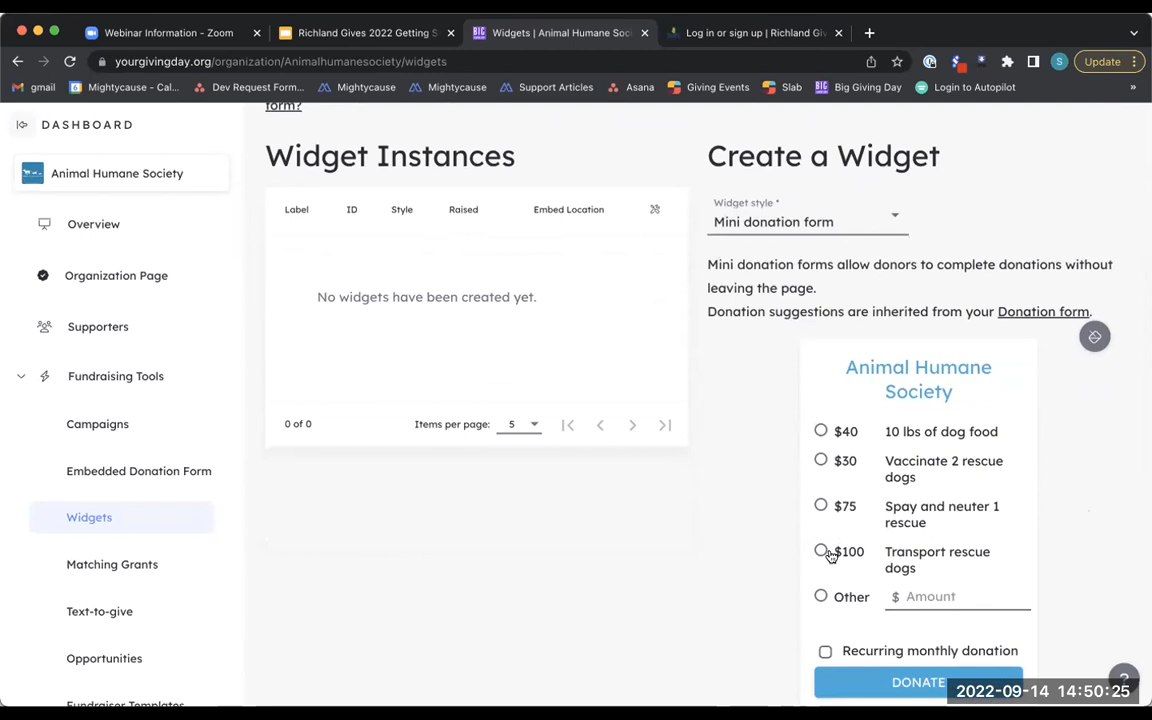 Webinar Information - Zoom
Richland Gives 2022 Getting S
Widgets | Animal Humane Soci
Log in or sign up | Richland Giv
yourgivingday.org/organization/Animalhumanesociety/widgets
S
Update
gmail
Mightycause - Cal...
Dev Request Form...
Mightycause
Mightycause
Support Articles
Asana
Giving Events
Slab
Big Giving Day
Login to Autopilot
»
DASHBOARD
Animal Humane Society
Overview
Organization Page
Supporters
Fundraising Tools
Campaigns
Embedded Donation Form
Widgets
Matching Grants
Text-to-give
Opportunities
Fundraiser Templates
form?
Widget Instances
Label ID Style Raised Embed Location
No widgets have been created yet.
0 of 0 Items per page: 5
Create a Widget
Widget style *
Mini donation form
Mini donation forms allow donors to complete donations without
leaving the page.
Donation suggestions are inherited from your Donation form.
Animal Humane
Society
$40 10 lbs of dog food
$30 Vaccinate 2 rescue
dogs
$75 Spay and neuter 1
rescue
$100 Transport rescue
dogs
Other $ Amount
Recurring monthly donation
DONATE
?
2022-09-14 14:50:25